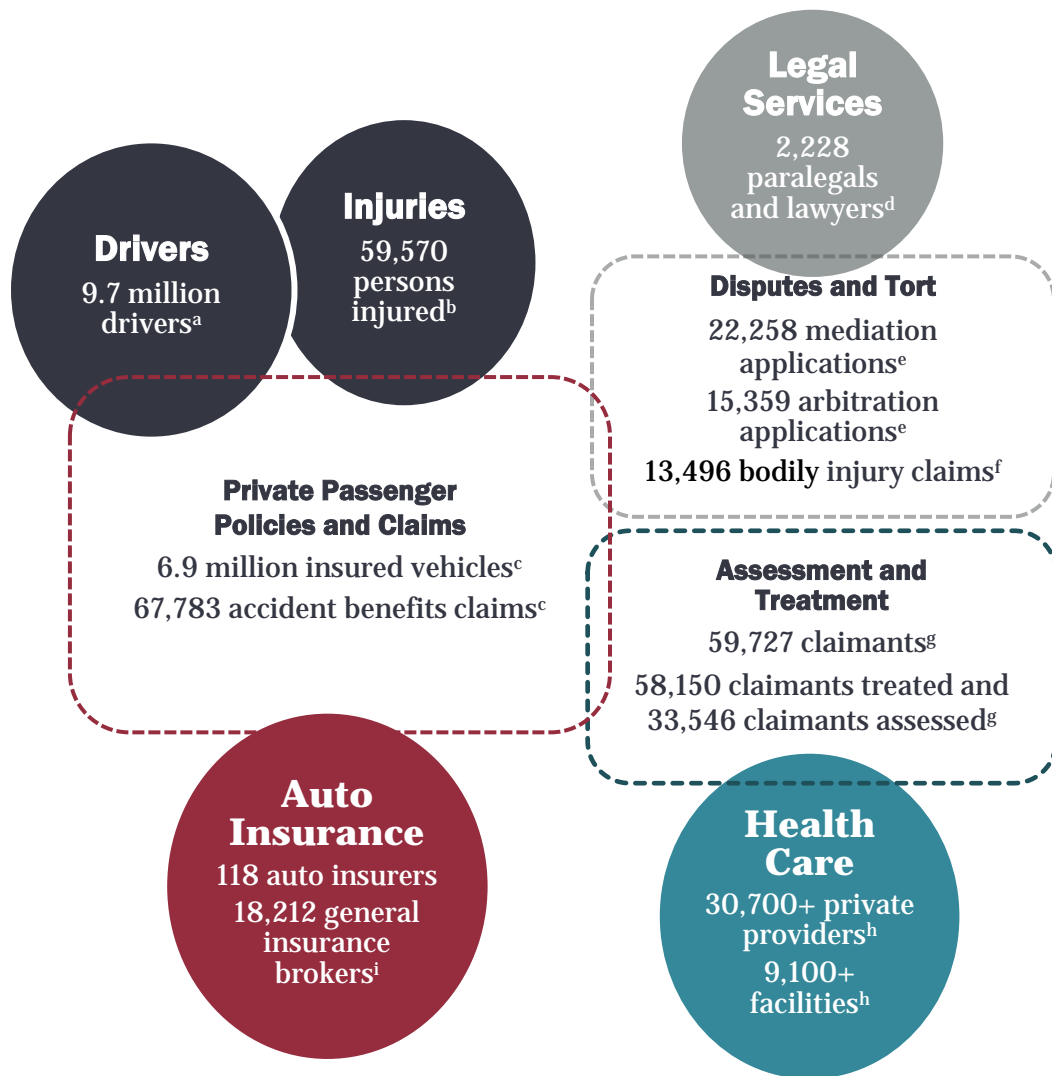 Legal
Services
2,228
paralegals
and lawyersᵈ
Injuries
59,570
persons
injuredᵇ
Drivers
9.7 million
driversᵃ
Disputes and Tort
22,258 mediation
applicationsᵉ
15,359 arbitration
applicationsᵉ
13,496 bodily injury claimsᶠ
Private Passenger
Policies and Claims
6.9 million insured vehiclesᶜ
67,783 accident benefits claimsᶜ
Assessment and
Treatment
59,727 claimantsᵍ
58,150 claimants treated and
33,546 claimants assessedᵍ
Auto
Insurance
118 auto insurers
18,212 general
insurance
brokersⁱ
Health
Care
30,700+ private
providersʰ
9,100+
facilitiesʰ